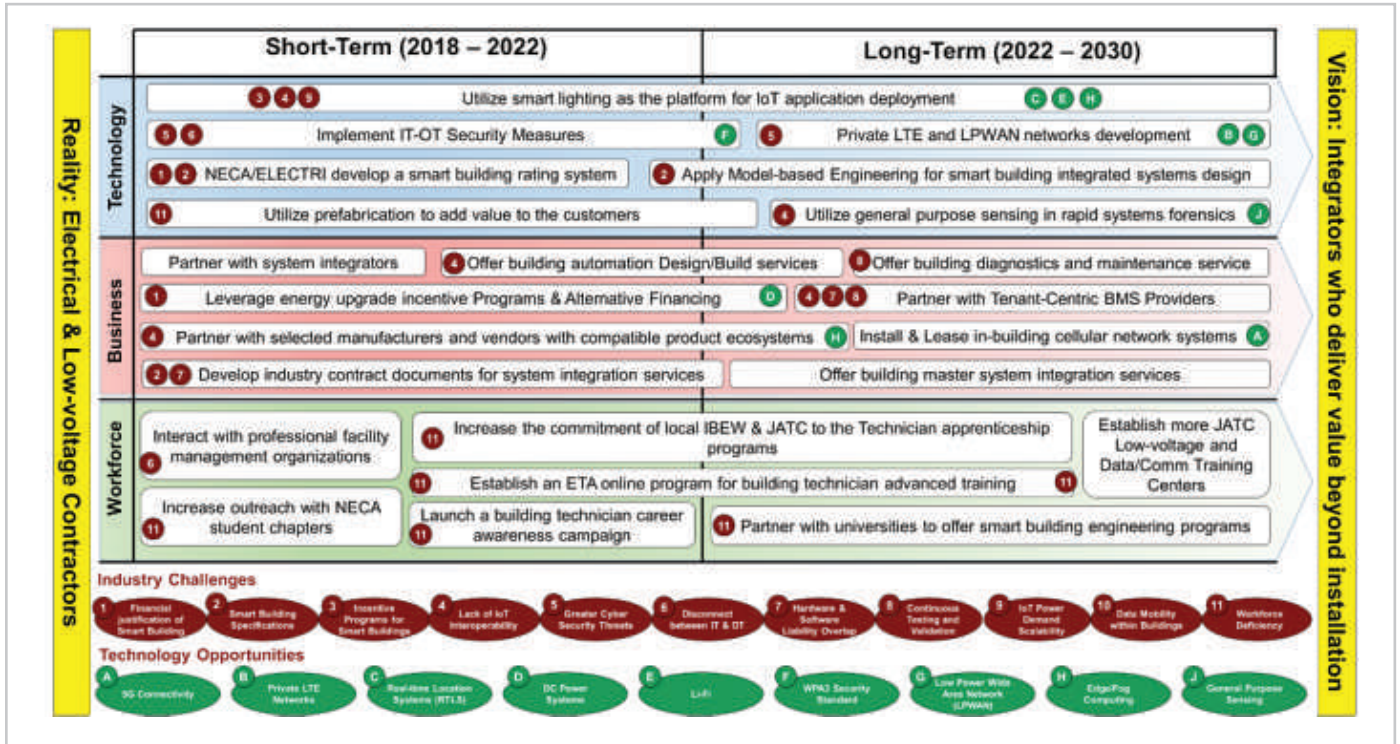 Reality: Electrical & Low-voltage Contractors
Short-Term (2018 – 2022)
Long-Term (2022 – 2030)
Technology
3 4 5 Utilize smart lighting as the platform for IoT application deployment C E H
5 6 Implement IT-OT Security Measures F
5 Private LTE and LPWAN networks development B G
1 2 NECA/ELECTRI develop a smart building rating system
2 Apply Model-based Engineering for smart building integrated systems design
11 Utilize prefabrication to add value to the customers
4 Utilize general purpose sensing in rapid systems forensics J
Business
Partner with system integrators
4 Offer building automation Design/Build services
8 Offer building diagnostics and maintenance service
1 Leverage energy upgrade incentive Programs & Alternative Financing D
4 7 8 Partner with Tenant-Centric BMS Providers
4 Partner with selected manufacturers and vendors with compatible product ecosystems H
Install & Lease in-building cellular network systems A
2 7 Develop industry contract documents for system integration services
Offer building master system integration services
Workforce
Interact with professional facility
management organizations
6
11 Increase the commitment of local IBEW & JATC to the Technician apprenticeship
programs
Establish more JATC
Low-voltage and
Data/Comm Training
Centers
11 Establish an ETA online program for building technician advanced training 11
Increase outreach with NECA
11 student chapters
Launch a building technician career
11 awareness campaign
11 Partner with universities to offer smart building engineering programs
Vision: Integrators who deliver value beyond installation
Industry Challenges
1 Financial
justification of
Smart Building
2 Smart Building
Specifications
3 Incentive
Programs for
Smart Buildings
4 Lack of IoT
Interoperability
5 Greater Cyber
Security Threats
6 Disconnect
between IT & OT
7 Hardware &
Software
Liability Overlap
8 Continuous
Testing and
Validation
9 IoT Power
Demand
Scalability
10 Data Mobility
within Buildings
11 Workforce
Deficiency
Technology Opportunities
A 5G Connectivity
B Private LTE
Networks
C Real-time Location
Systems (RTLS)
D DC Power
Systems
E Li-Fi
F WPA3 Security
Standard
G Low Power Wide
Area Network
(LPWAN)
H Edge/Fog
Computing
J General Purpose
Sensing